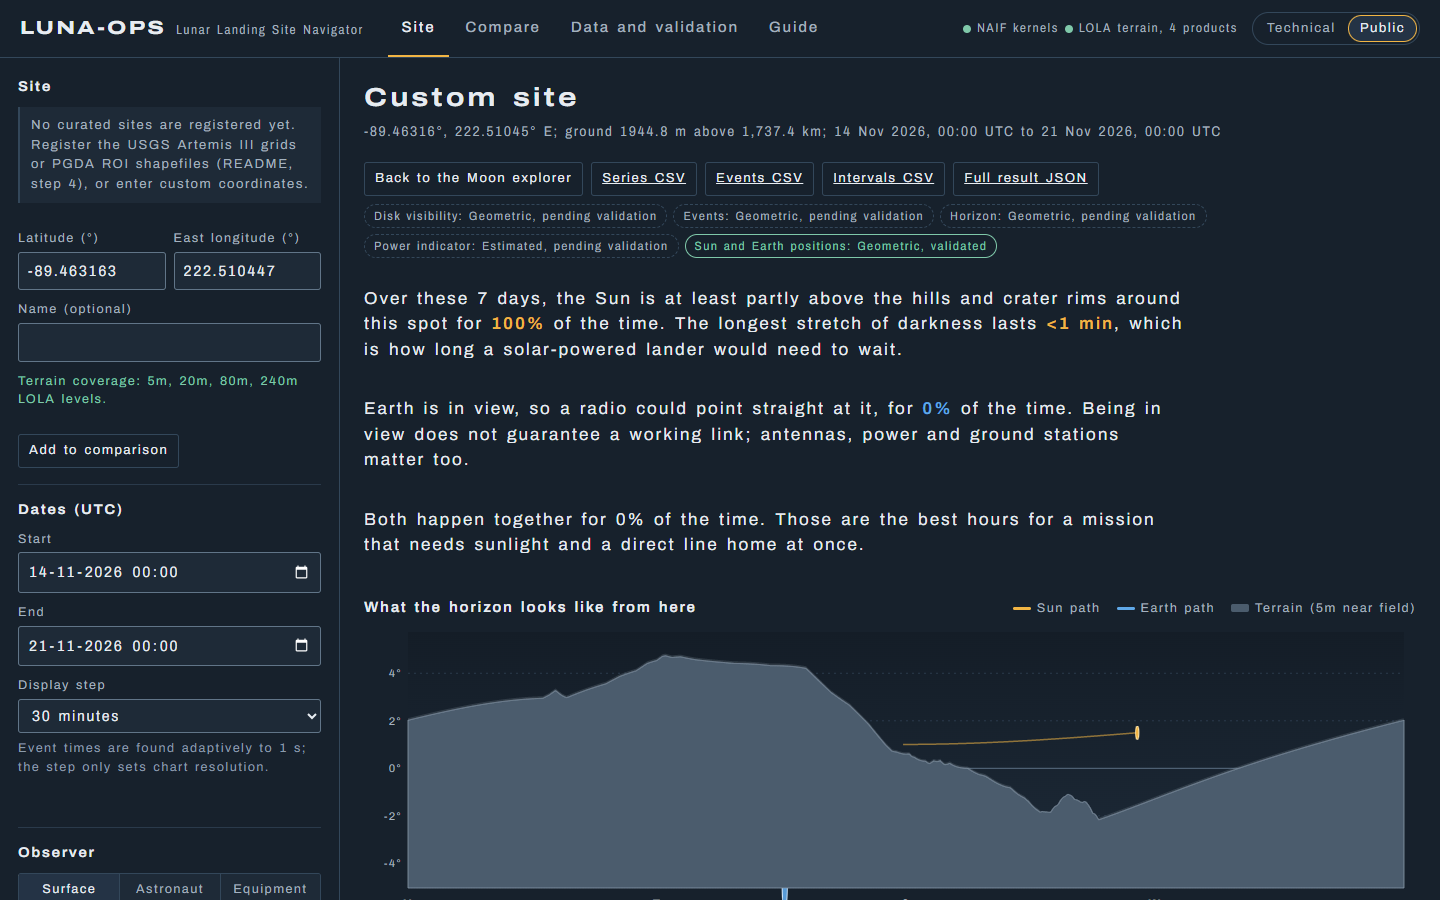 LUNA-OPS Lunar Landing Site Navigator Site Compare Data and validation Guide NAIF kernels LOLA terrain, 4 products Technical Public
Site
No curated sites are registered yet.
Register the USGS Artemis III grids
or PGDA ROI shapefiles (README,
step 4), or enter custom coordinates.
Latitude (°) East longitude (°)
-89.463163 222.510447
Name (optional)
Terrain coverage: 5m, 20m, 80m, 240m
LOLA levels.
Add to comparison
Dates (UTC)
Start
14-11-2026 00:00
End
21-11-2026 00:00
Display step
30 minutes
Event times are found adaptively to 1 s;
the step only sets chart resolution.
Observer
Surface Astronaut Equipment
Custom site
-89.46316°, 222.51045° E; ground 1944.8 m above 1,737.4 km; 14 Nov 2026, 00:00 UTC to 21 Nov 2026, 00:00 UTC
Back to the Moon explorer Series CSV Events CSV Intervals CSV Full result JSON
Disk visibility: Geometric, pending validation Events: Geometric, pending validation Horizon: Geometric, pending validation
Power indicator: Estimated, pending validation Sun and Earth positions: Geometric, validated
Over these 7 days, the Sun is at least partly above the hills and crater rims around
this spot for 100% of the time. The longest stretch of darkness lasts <1 min, which
is how long a solar-powered lander would need to wait.
Earth is in view, so a radio could point straight at it, for 0% of the time. Being in
view does not guarantee a working link; antennas, power and ground stations
matter too.
Both happen together for 0% of the time. Those are the best hours for a mission
that needs sunlight and a direct line home at once.
What the horizon looks like from here Sun path Earth path Terrain (5m near field)
4°
2°
0°
-2°
-4°